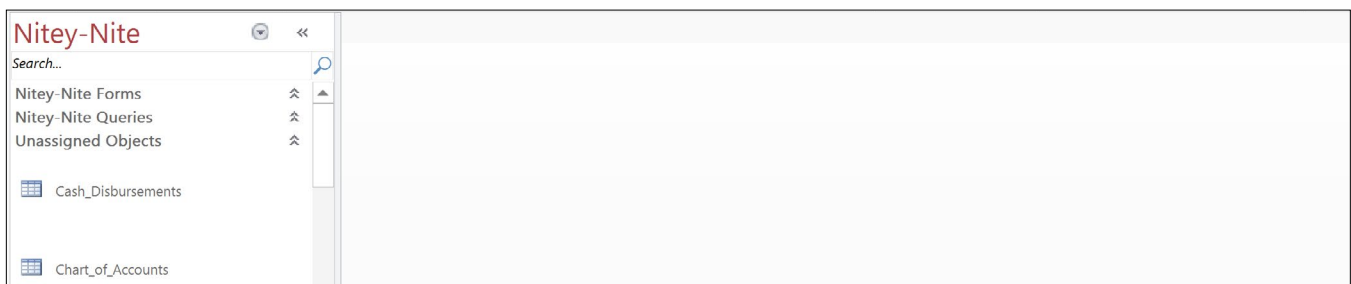 Nitey-Nite
Search...
Nitey-Nite Forms
Nitey-Nite Queries
Unassigned Objects
Cash_Disbursements
Chart_of_Accounts